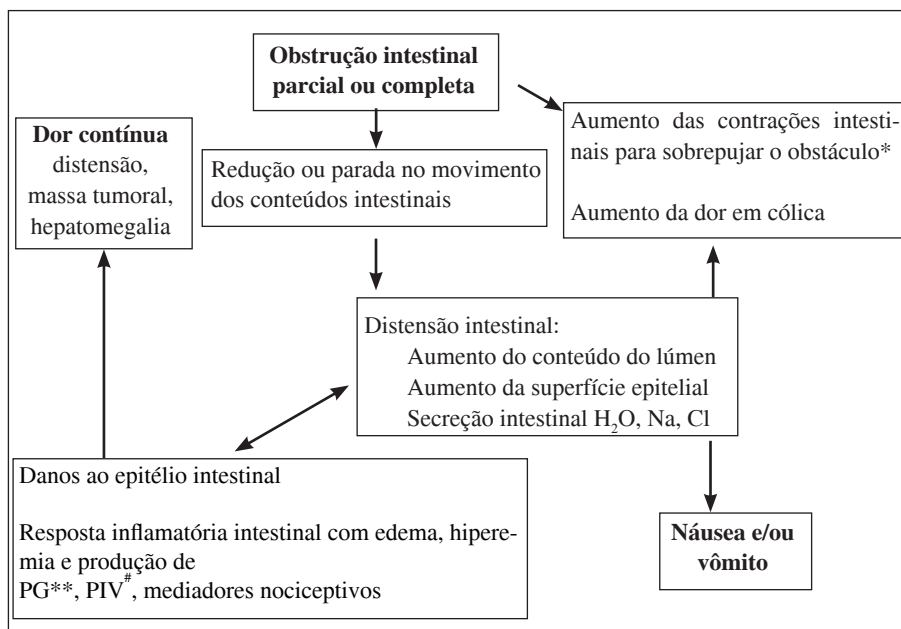 Obstrução intestinal
parcial ou completa
Dor contínua
distensão,
massa tumoral,
hepatomegalia
Redução ou parada no movimento
dos conteúdos intestinais
Aumento das contrações intesti-
nais para sobrepujar o obstáculo*
Aumento da dor em cólica
Distensão intestinal:
Aumento do conteúdo do lúmen
Aumento da superfície epitelial
Secreção intestinal H₂O, Na, Cl
Danos ao epitélio intestinal
Resposta inflamatória intestinal com edema, hipere-
mia e produção de
PG**, PIV#, mediadores nociceptivos
Náusea e/ou
vômito